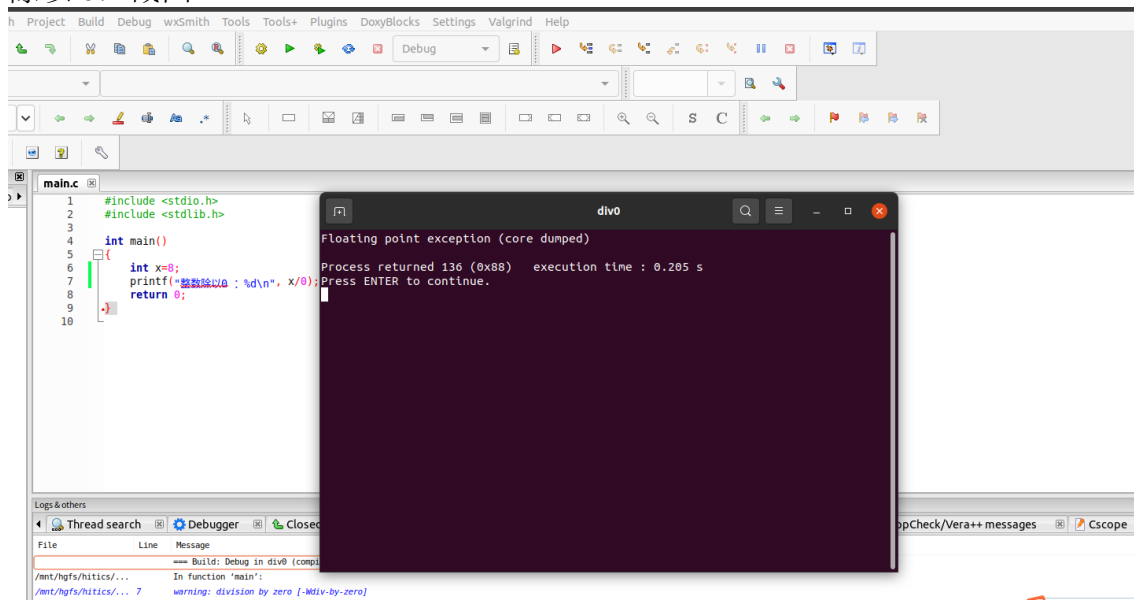 h Project Build Debug wxSmith Tools Tools+ Plugins DoxyBlocks Settings Valgrind Help
Debug
S C
main.c
1 #include <stdio.h>
2 #include <stdlib.h>
3
4 int main()
5 {
6 int x=8;
7 printf("整数除以0 : %d\n", x/0);
8 return 0;
9 }
10
div0
Floating point exception (core dumped)
Process returned 136 (0x88) execution time : 0.205 s
Press ENTER to continue.
Logs & others
Thread search Debugger Closed
ppCheck/Vera++ messages Cscope
File Line Message
=== Build: Debug in div0 (compi
/mnt/hgfs/hitics/... In function 'main':
/mnt/hgfs/hitics/... 7 warning: division by zero [-Wdiv-by-zero]